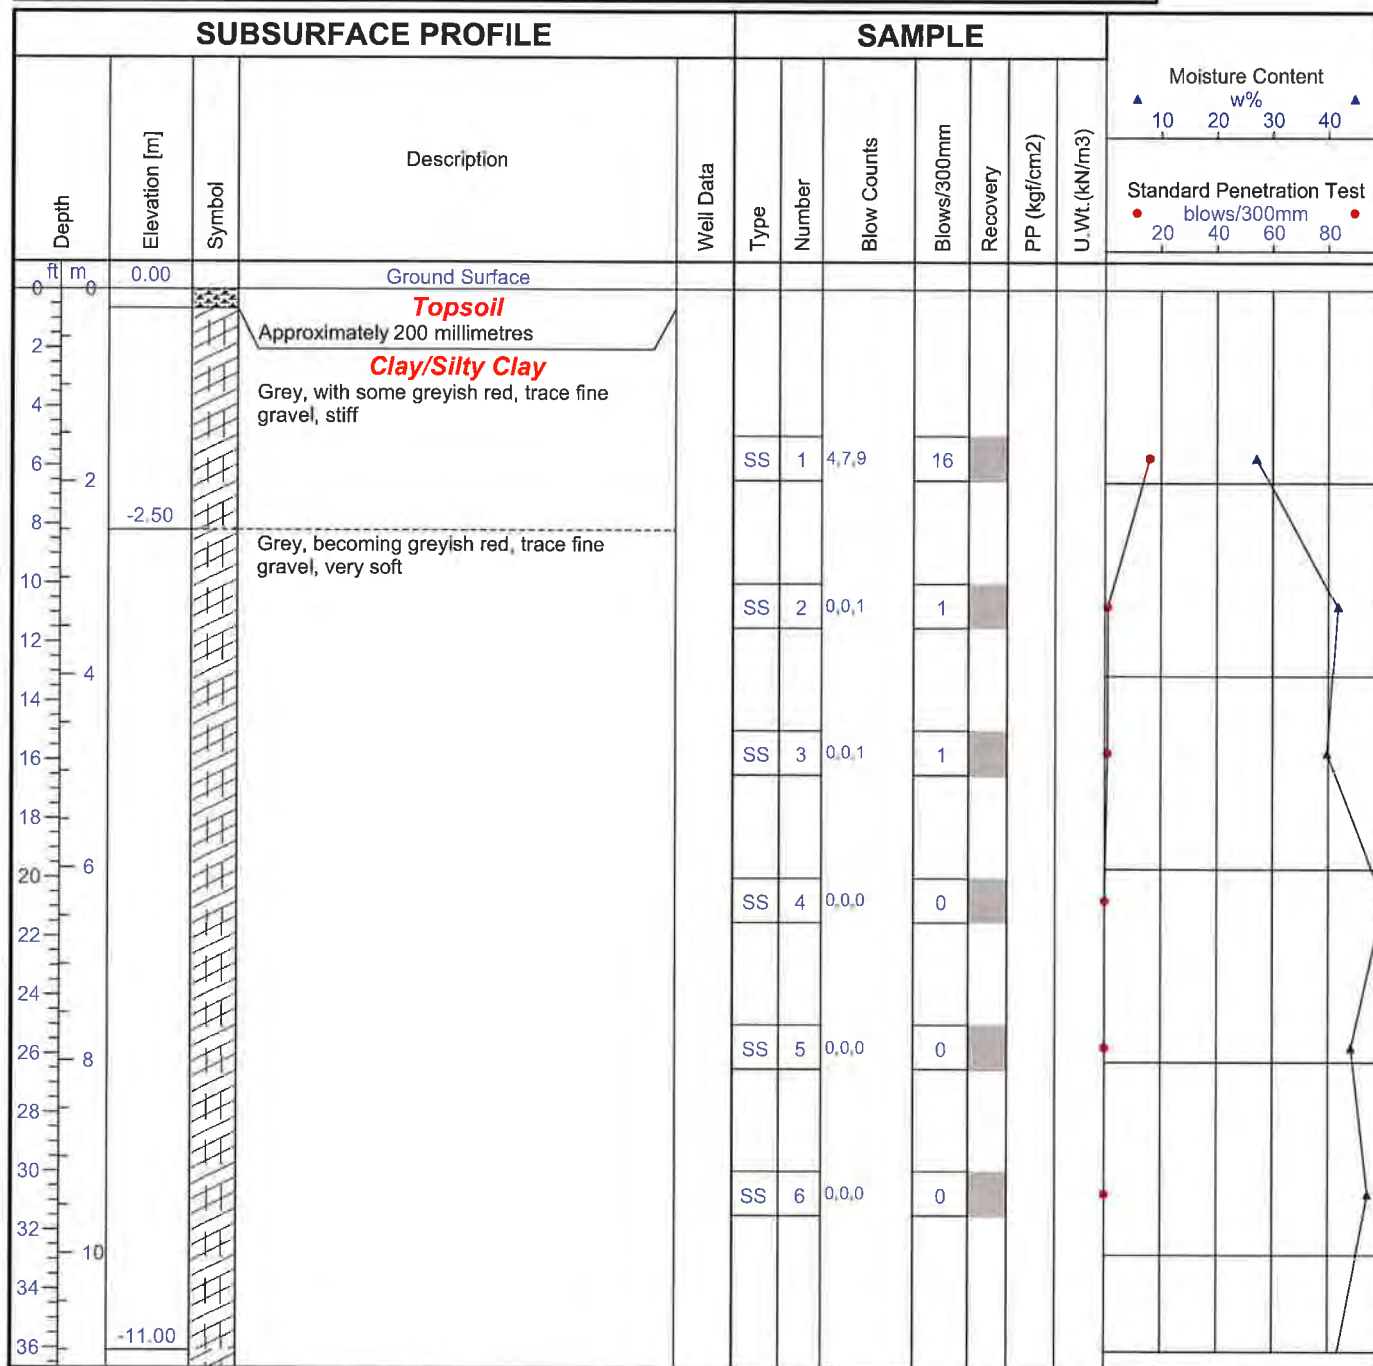 SUBSURFACE PROFILE
SAMPLE
Depth
Elevation [m]
Symbol
Description
Well Data
Type
Number
Blow Counts
Blows/300mm
Recovery
PP (kgf/cm2)
U.Wt.(kN/m3)
Moisture Content
w%
10 20 30 40
Standard Penetration Test
blows/300mm
20 40 60 80
ft m
0.00
Ground Surface
0 0
Topsoil
Approximately 200 millimetres
2
Clay/Silty Clay
Grey, with some greyish red, trace fine
4
gravel, stiff
6
SS 1 4,7,9 16
2
-2.50
8
Grey, becoming greyish red, trace fine
gravel, very soft
10
SS 2 0,0,1 1
12
4
14
SS 3 0,0,1 1
16
18
6
20
SS 4 0,0,0 0
22
24
SS 5 0,0,0 0
26
8
28
30
SS 6 0,0,0 0
32
10
34
-11.00
36